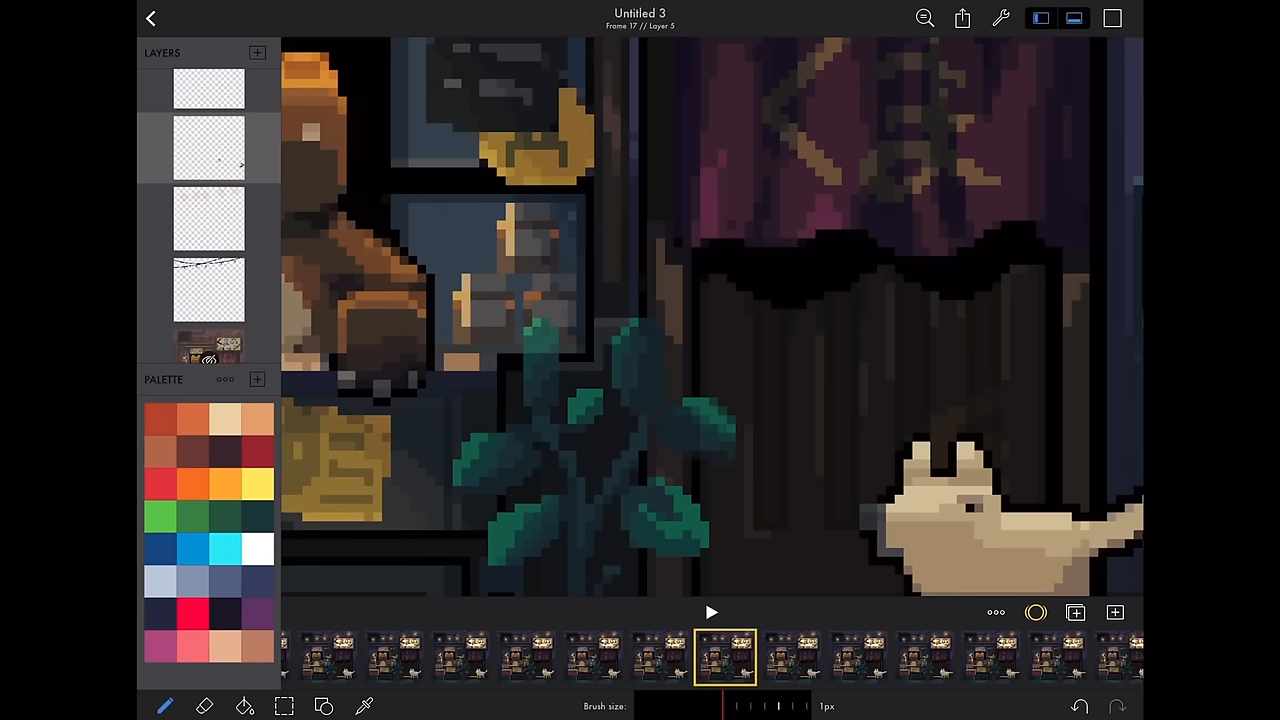 Untitled 3
Frame 17 // Layer 5
LAYERS
PALETTE
Brush size:
1px